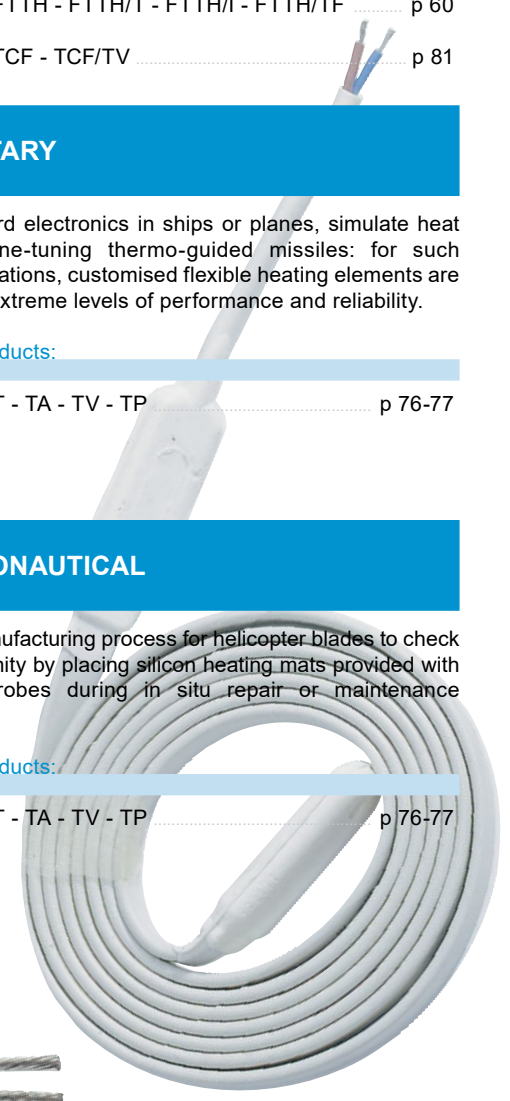 FTTH - FTTH/T - FTTH/I - FTTH/TF p 60
TCF - TCF/TV p 81
TARY
rd electronics in ships or planes, simulate heat
ne-tuning thermo-guided missiles: for such
ations, customised flexible heating elements are
xtreme levels of performance and reliability.
ducts:
T - TA - TV - TP p 76-77
ONAUTICAL
nufacturing process for helicopter blades to check
nity by placing silicon heating mats provided with
robes during in situ repair or maintenance
ducts:
T - TA - TV - TP p 76-77